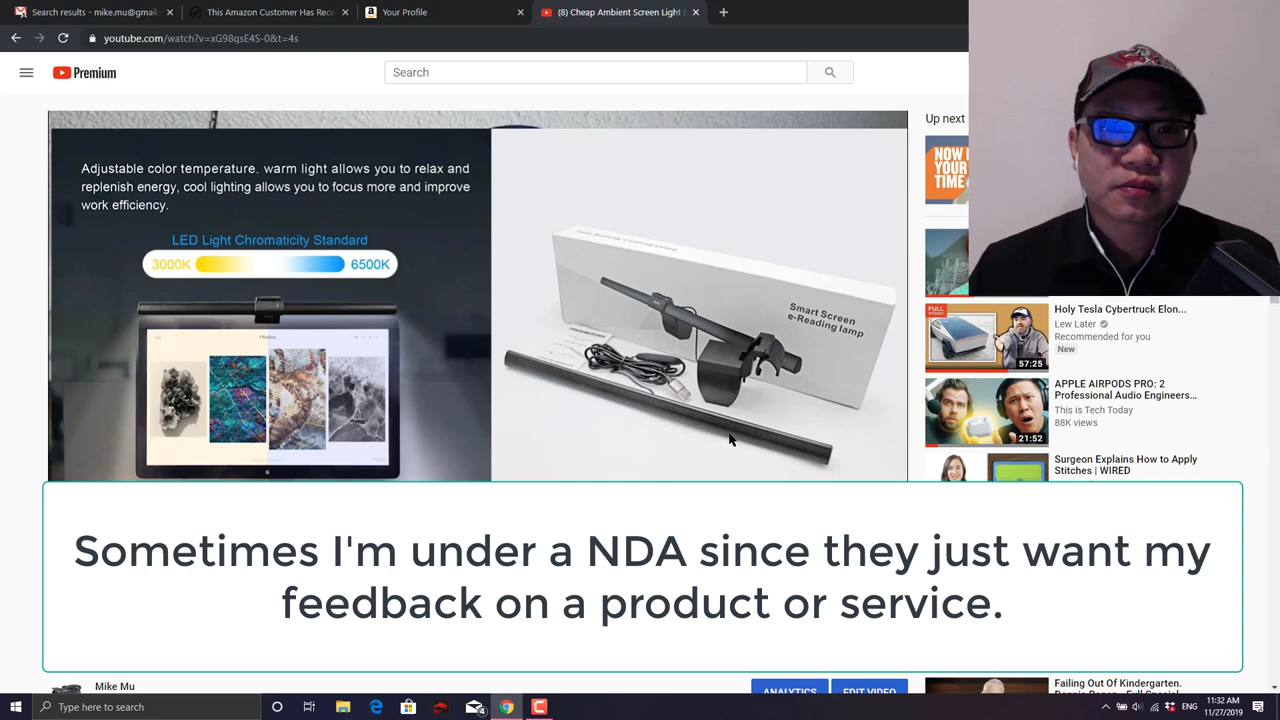 Search results - mike.mu@gmail.
This Amazon Customer Has Rece
Your Profile
(8) Cheap Ambient Screen Light
youtube.com/watch?v=xG98qsE4S-0&t=4s
Premium
Search
Up next
NOW
YOUR
TIME
Adjustable color temperature. warm light allows you to relax and
replenish energy, cool lighting allows you to focus more and improve
work efficiency.
LED Light Chromaticity Standard
3000K
6500K
Smart Screen
e-Reading lamp
Holy Tesla Cybertruck Elon...
Lew Later
Recommended for you
New
57:25
APPLE AIRPODS PRO: 2
Professional Audio Engineers...
This is Tech Today
88K views
21:52
Surgeon Explains How to Apply
Stitches | WIRED
Sometimes I'm under a NDA since they just want my
feedback on a product or service.
Mike Mu
ANALYTICS
EDIT VIDEO
Failing Out Of Kindergarten.
Type here to search
4
11:32 AM
11/27/2019